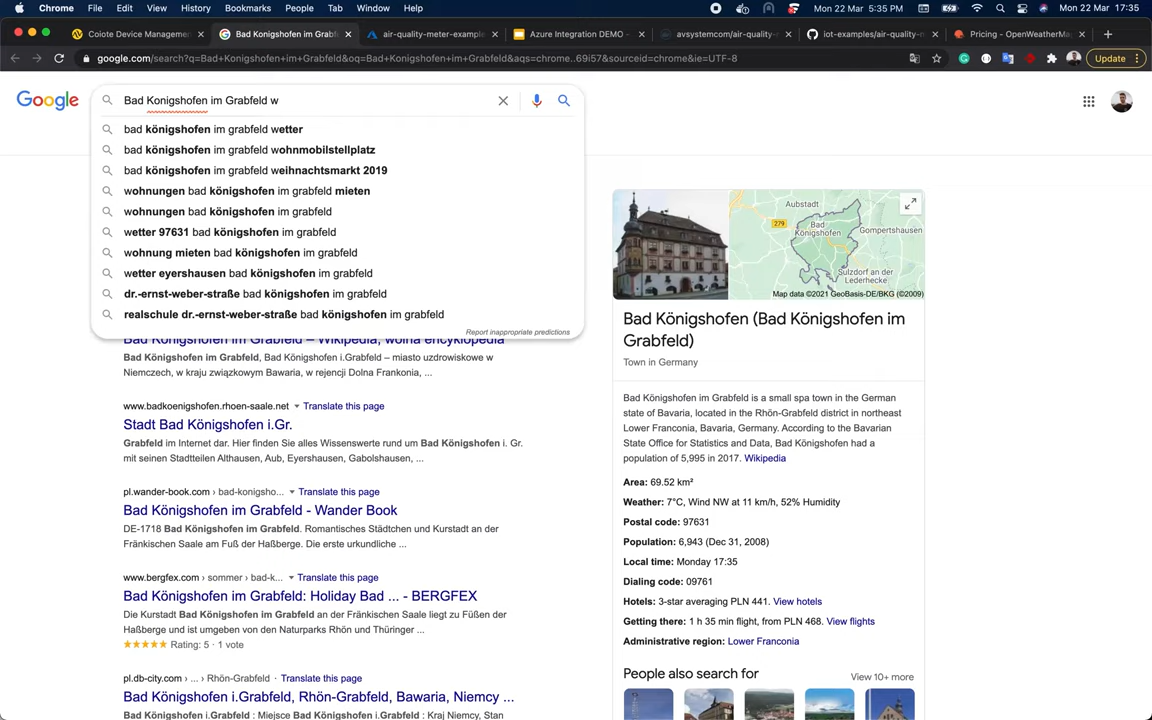 Chrome File Edit View History Bookmarks People Tab Window Help Mon 22 Mar 5:35 PM Mon 22 Mar 17:35
Coiote Device Managemen Bad Konigshofen im Grabf air-quality-meter-example Azure Integration DEMO - avsystemcom/air-quality-r iot-examples/air-quality-m Pricing - OpenWeatherMa
google.com/search?q=Bad+Konigshofen+im+Grabfeld&oq=Bad+Konigshofen+im+Grabfeld&aqs=chrome..69i57&sourceid=chrome&ie=UTF-8 Update
Google
Bad Konigshofen im Grabfeld w
bad königshofen im grabfeld wetter
bad königshofen im grabfeld wohnmobilstellplatz
bad königshofen im grabfeld weihnachtsmarkt 2019
wohnungen bad königshofen im grabfeld mieten
wohnungen bad königshofen im grabfeld
wetter 97631 bad königshofen im grabfeld
wohnung mieten bad königshofen im grabfeld
wetter eyershausen bad königshofen im grabfeld
dr.-ernst-weber-straße bad königshofen im grabfeld
realschule dr.-ernst-weber-straße bad königshofen im grabfeld
Report inappropriate predictions
Bad Königshofen im Grabfeld – Wikipedia, wolna encyklopedia
Bad Königshofen im Grabfeld, Bad Königshofen i.Grabfeld – miasto uzdrowiskowe w
Niemczech, w kraju związkowym Bawaria, w rejencji Dolna Frankonia, ...
www.badkoenigshofen.rhoen-saale.net Translate this page
Stadt Bad Königshofen i.Gr.
Grabfeld im Internet dar. Hier finden Sie alles Wissenswerte rund um Bad Königshofen i. Gr.
mit seinen Stadtteilen Althausen, Aub, Eyershausen, Gabolshausen, ...
pl.wander-book.com › bad-konigsho... Translate this page
Bad Königshofen im Grabfeld - Wander Book
DE-1718 Bad Königshofen im Grabfeld. Romantisches Städtchen und Kurstadt an der
Fränkischen Saale am Fuß der Haßberge. Die erste urkundliche ...
www.bergfex.com › sommer › bad-k... Translate this page
Bad Königshofen im Grabfeld: Holiday Bad ... - BERGFEX
Die Kurstadt Bad Königshofen im Grabfeld an der Fränkischen Saale liegt zu Füßen der
Haßberge und ist umgeben von den Naturparks Rhön und Thüringer ...
Rating: 5 · 1 vote
pl.db-city.com › ... › Rhön-Grabfeld · Translate this page
Bad Königshofen i.Grabfeld, Rhön-Grabfeld, Bawaria, Niemcy ...
Bad Königshofen i.Grabfeld : Miejsce Bad Königshofen i.Grabfeld : Kraj Niemcy, Stan
Aubstadt
279
Bad
Königshofen
Gompertshausen
Sulzdorf an der
Lederhecke
Map data ©2021 GeoBasis-DE/BKG (©2009)
Bad Königshofen (Bad Königshofen im
Grabfeld)
Town in Germany
Bad Königshofen im Grabfeld is a small spa town in the German
state of Bavaria, located in the Rhön-Grabfeld district in northeast
Lower Franconia, Bavaria, Germany. According to the Bavarian
State Office for Statistics and Data, Bad Königshofen had a
population of 5,995 in 2017. Wikipedia
Area: 69.52 km²
Weather: 7°C, Wind NW at 11 km/h, 52% Humidity
Postal code: 97631
Population: 6,943 (Dec 31, 2008)
Local time: Monday 17:35
Dialing code: 09761
Hotels: 3-star averaging PLN 441. View hotels
Getting there: 1 h 35 min flight, from PLN 468. View flights
Administrative region: Lower Franconia
People also search for
View 10+ more